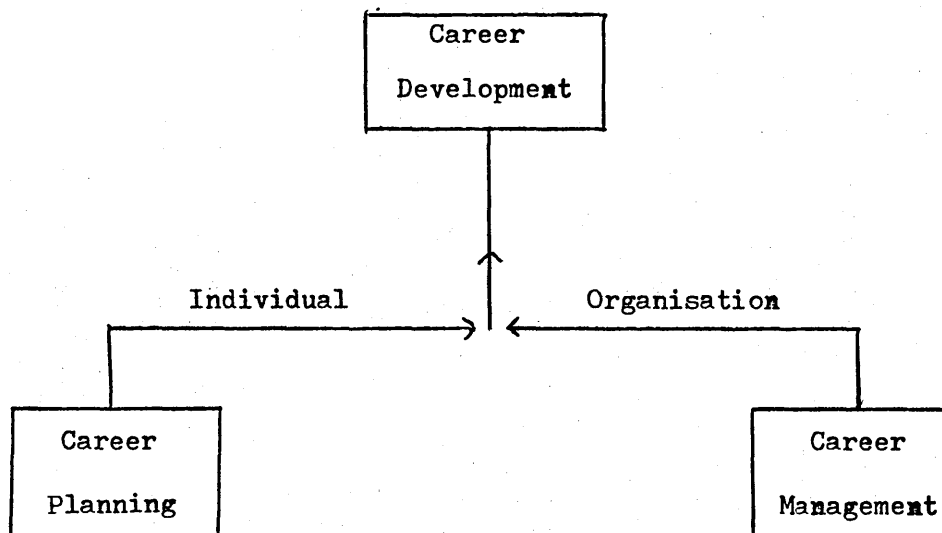 Career
Development
Individual
Organisation
Career
Planning
Career
Management